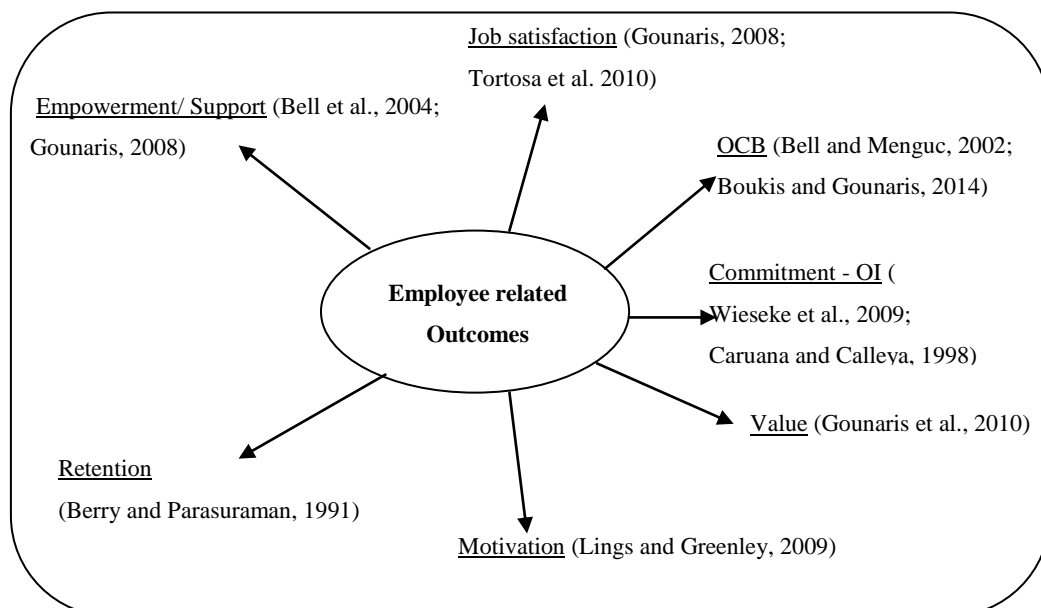 Job satisfaction (Gounaris, 2008;
Tortosa et al. 2010)
Empowerment/ Support (Bell et al., 2004;
Gounaris, 2008)
OCB (Bell and Menguc, 2002;
Boukis and Gounaris, 2014)
Commitment - OI (
Wieseke et al., 2009;
Caruana and Calleya, 1998)
Employee related
Outcomes
Value (Gounaris et al., 2010)
Retention
(Berry and Parasuraman, 1991)
Motivation (Lings and Greenley, 2009)